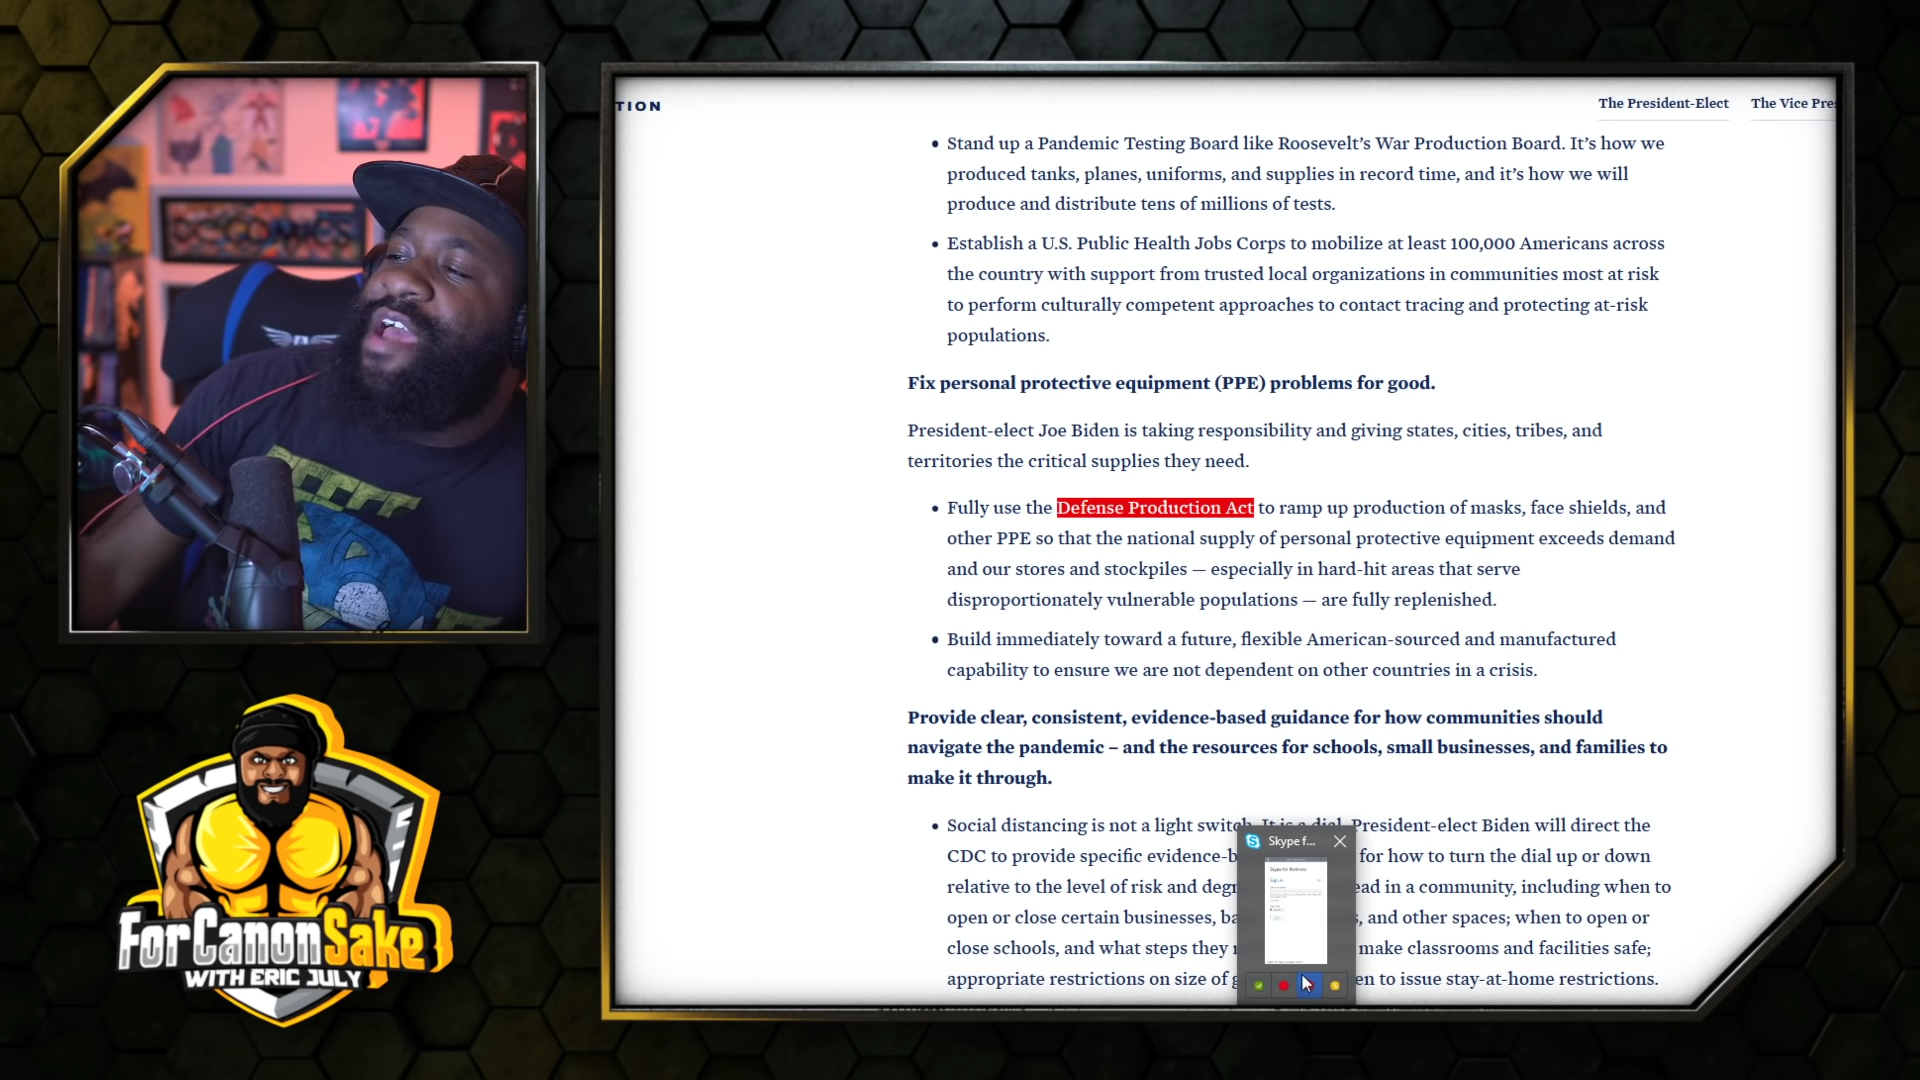 TION
The President-Elect
The Vice Pres
Stand up a Pandemic Testing Board like Roosevelt’s War Production Board. It’s how we
produced tanks, planes, uniforms, and supplies in record time, and it’s how we will
produce and distribute tens of millions of tests.
Establish a U.S. Public Health Jobs Corps to mobilize at least 100,000 Americans across
the country with support from trusted local organizations in communities most at risk
to perform culturally competent approaches to contact tracing and protecting at-risk
populations.
Fix personal protective equipment (PPE) problems for good.
President-elect Joe Biden is taking responsibility and giving states, cities, tribes, and
territories the critical supplies they need.
Fully use the Defense Production Act to ramp up production of masks, face shields, and
other PPE so that the national supply of personal protective equipment exceeds demand
and our stores and stockpiles — especially in hard-hit areas that serve
disproportionately vulnerable populations — are fully replenished.
Build immediately toward a future, flexible American-sourced and manufactured
capability to ensure we are not dependent on other countries in a crisis.
Provide clear, consistent, evidence-based guidance for how communities should
navigate the pandemic – and the resources for schools, small businesses, and families to
make it through.
Social distancing is not a light switch. It is a dial. President-elect Biden will direct the
CDC to provide specific evidence-b for how to turn the dial up or down
relative to the level of risk and degr ead in a community, including when to
open or close certain businesses, ba s, and other spaces; when to open or
close schools, and what steps they make classrooms and facilities safe;
appropriate restrictions on size of g en to issue stay-at-home restrictions.
Skype f...
DC COMICS
ForCanonSake
WITH ERIC JULY